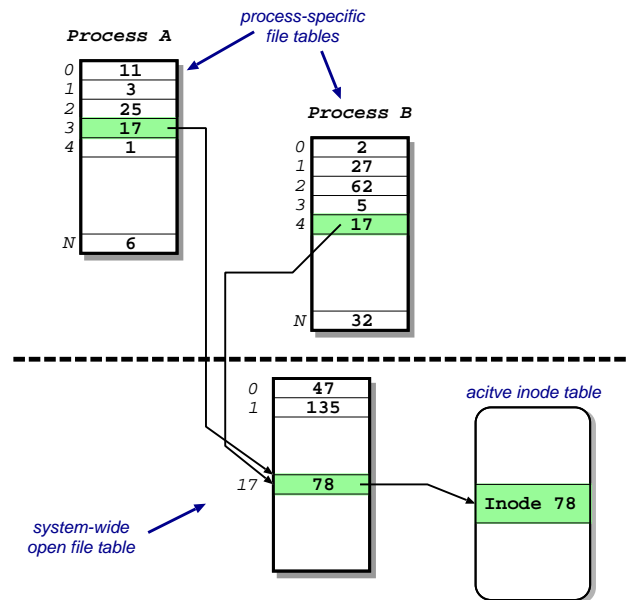 process-specific
file tables
Process A
0 11
1 3
2 25
3 17
4 1
N 6
Process B
0 2
1 27
2 62
3 5
4 17
N 32
0 47
1 135
17 78
system-wide
open file table
acitve inode table
Inode 78